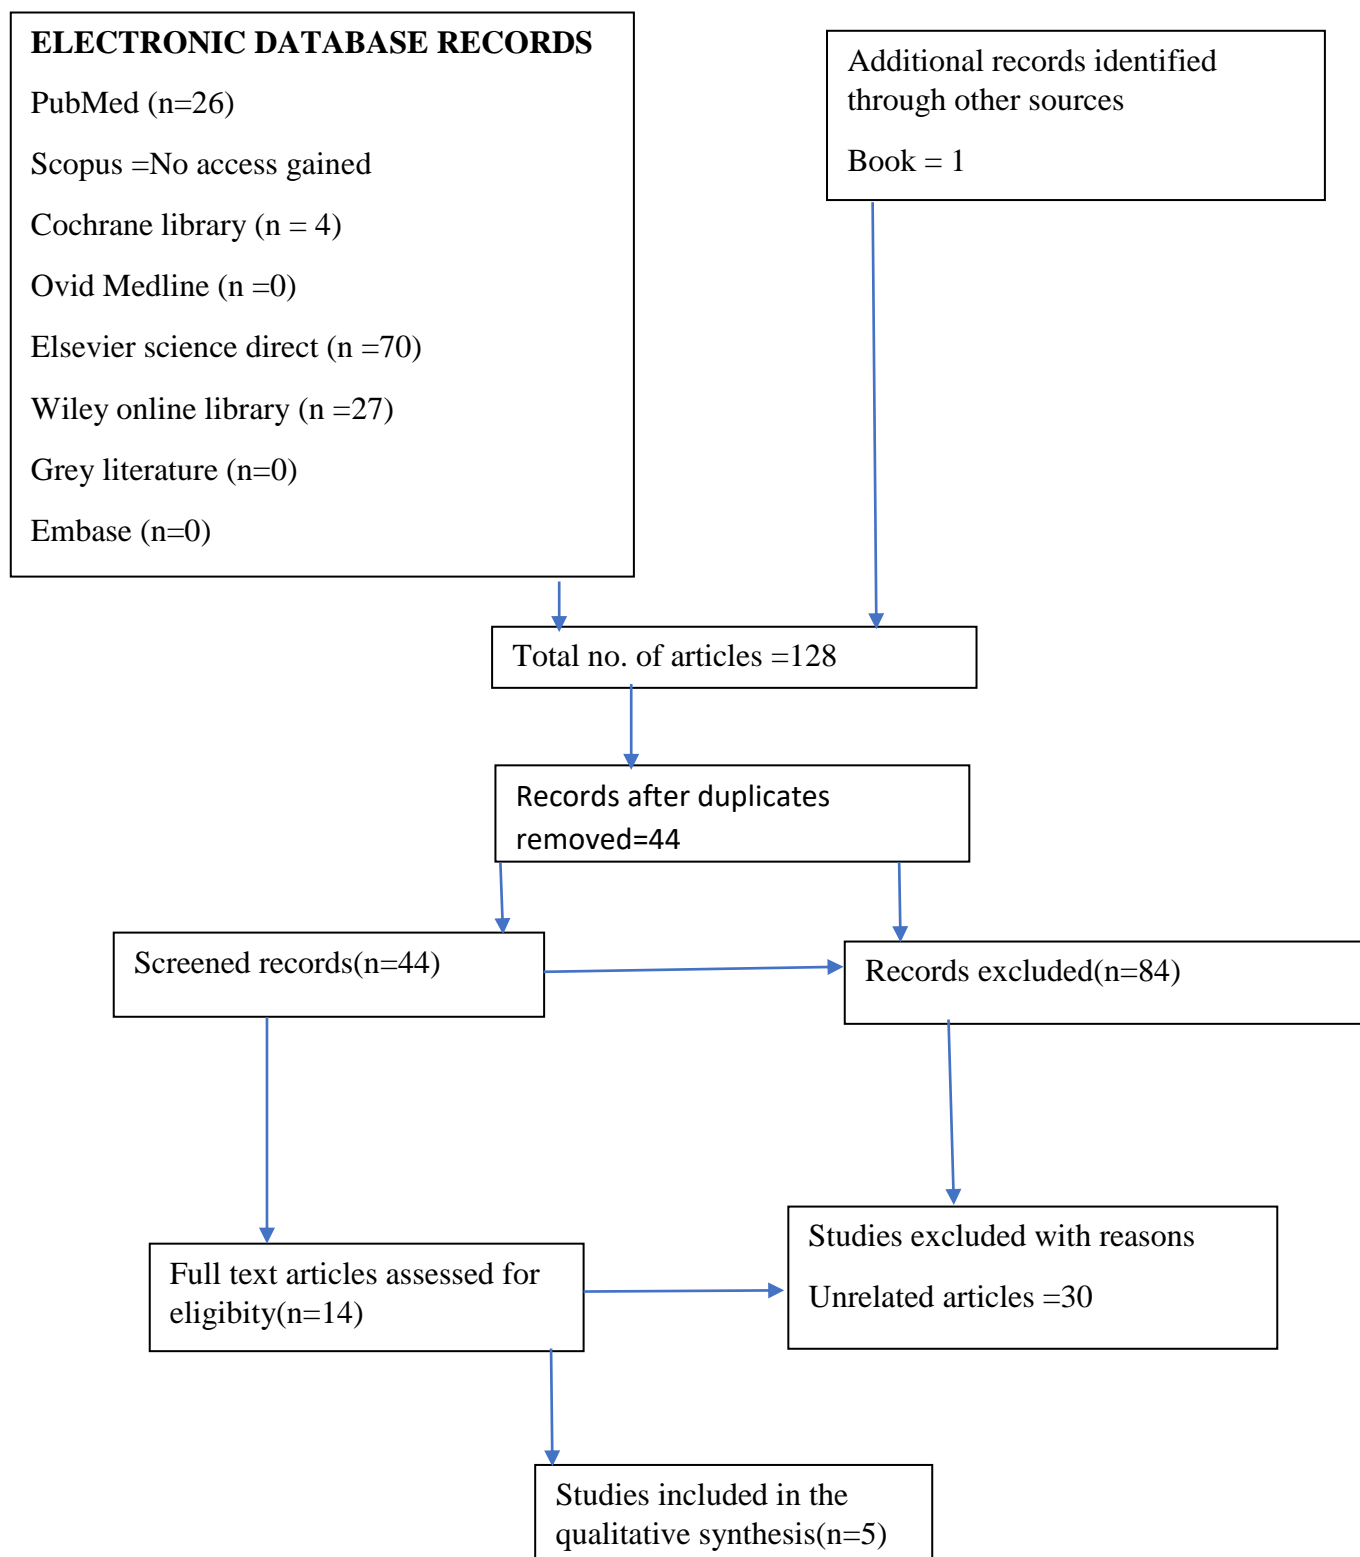 ELECTRONIC DATABASE RECORDS
PubMed (n=26)
Scopus =No access gained
Cochrane library (n = 4)
Ovid Medline (n =0)
Elsevier science direct (n =70)
Wiley online library (n =27)
Grey literature (n=0)
Embase (n=0)
Additional records identified
through other sources
Book = 1
Total no. of articles =128
Records after duplicates
removed=44
Screened records(n=44)
Records excluded(n=84)
Full text articles assessed for
eligibity(n=14)
Studies excluded with reasons
Unrelated articles =30
Studies included in the
qualitative synthesis(n=5)